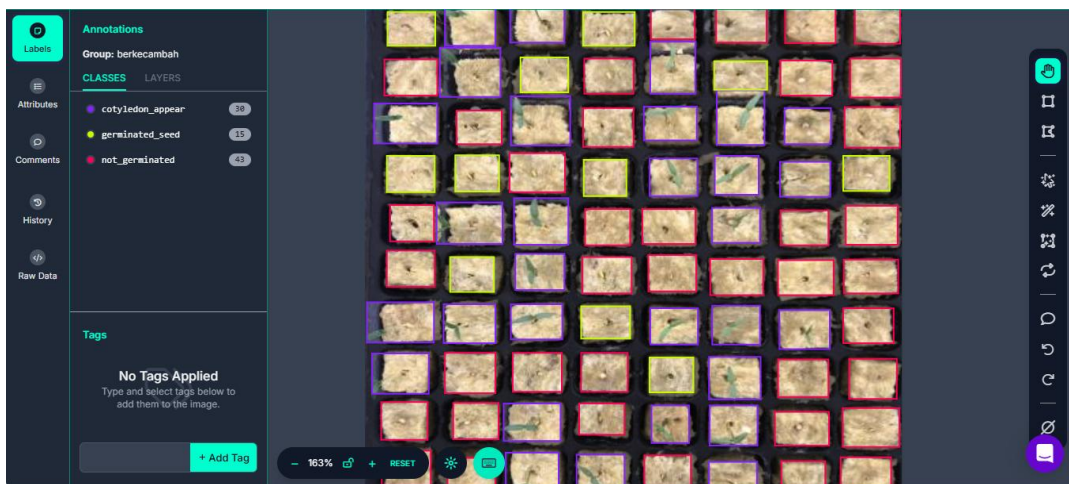 Labels
Attributes
Comments
History
Raw Data
Annotations
Group: berkecambah
CLASSES LAYERS
cotyledon_appear 30
germinated_seed 15
not_germinated 43
Tags
No Tags Applied
Type and select tags below to
add them to the image.
+ Add Tag
− 163% + RESET